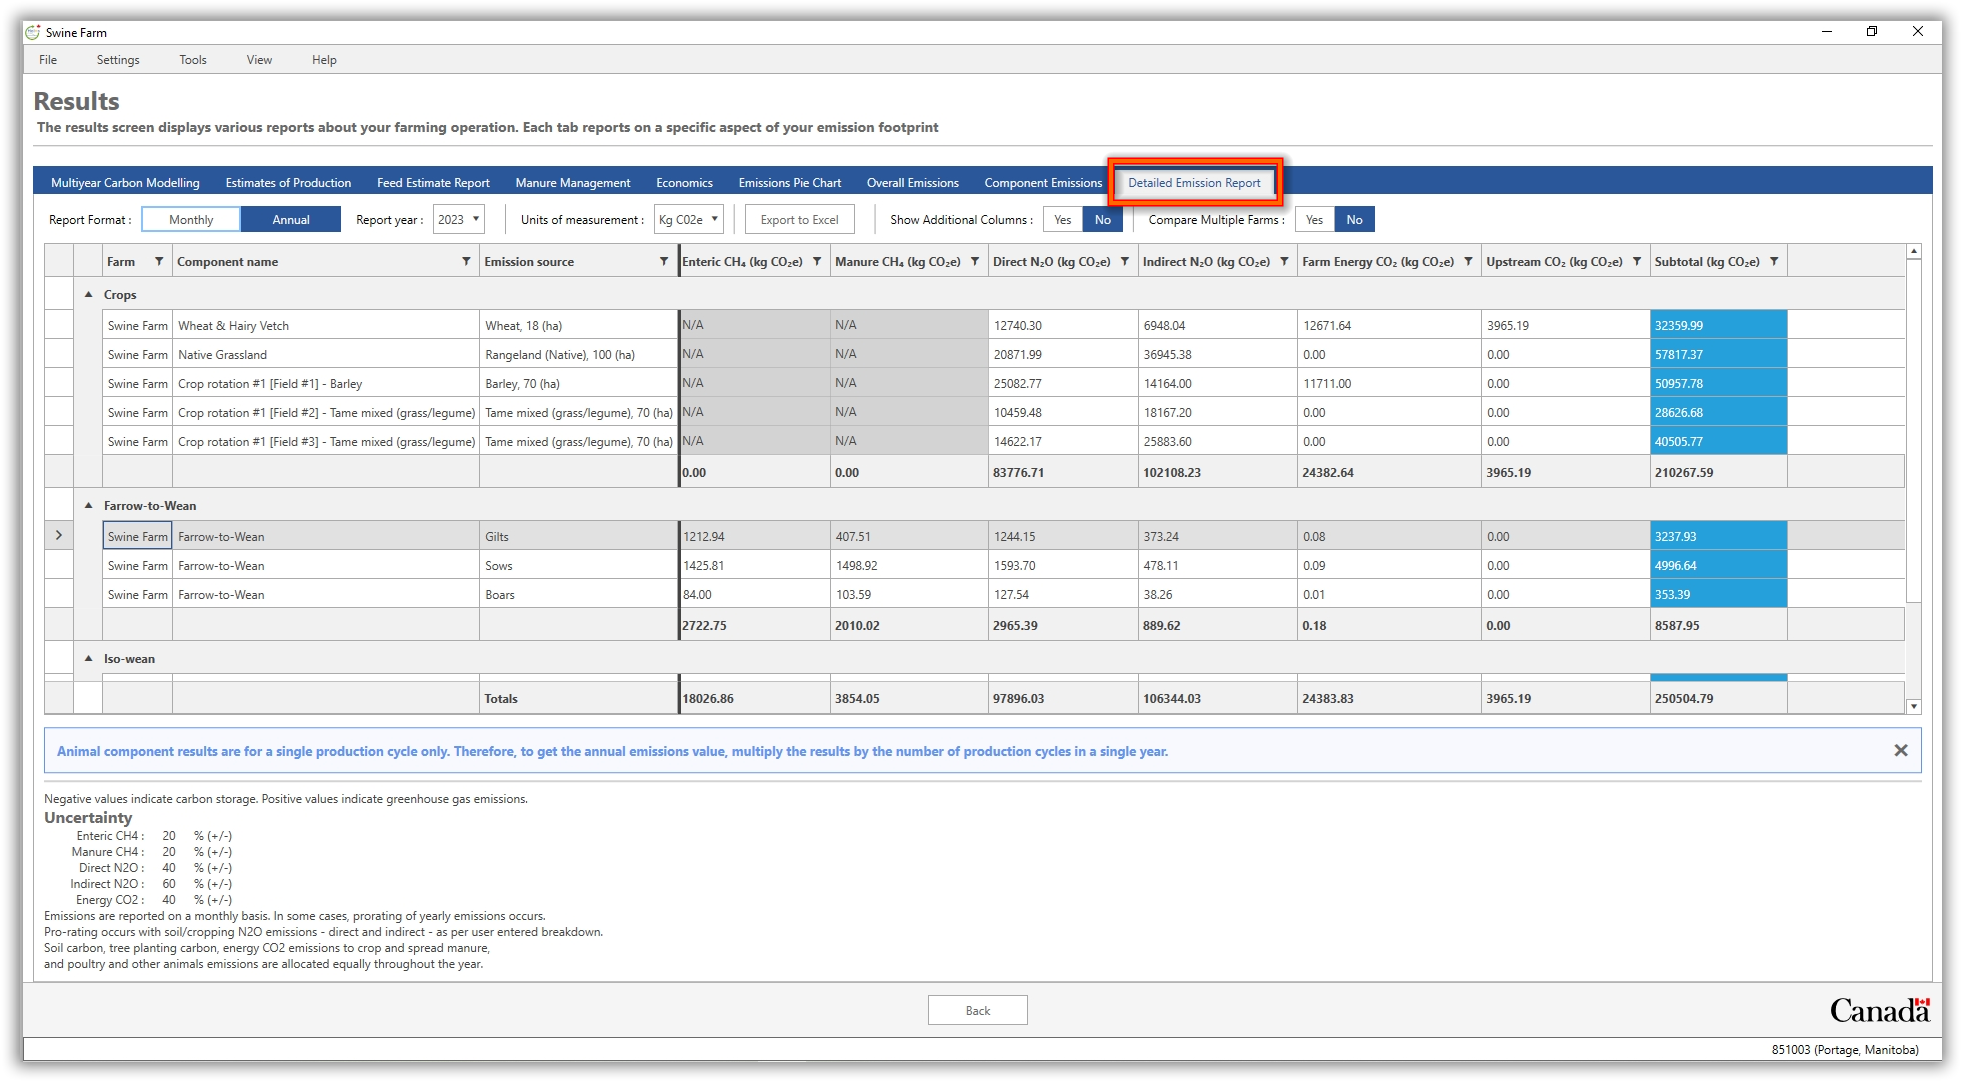 Swine Farm
File Settings Tools View Help
Results
The results screen displays various reports about your farming operation. Each tab reports on a specific aspect of your emission footprint
Multiyear Carbon Modelling Estimates of Production Feed Estimate Report Manure Management Economics Emissions Pie Chart Overall Emissions Component Emissions Detailed Emission Report
Report Format : Monthly Annual Report year : 2023 Units of measurement : Kg C02e Export to Excel Show Additional Columns : Yes No Compare Multiple Farms : Yes No
Farm Component name Emission source Enteric CH₄ (kg CO₂e) Manure CH₄ (kg CO₂e) Direct N₂O (kg CO₂e) Indirect N₂O (kg CO₂e) Farm Energy CO₂ (kg CO₂e) Upstream CO₂ (kg CO₂e) Subtotal (kg CO₂e)
Crops
Swine Farm Wheat & Hairy Vetch Wheat, 18 (ha) N/A N/A 12740.30 6948.04 12671.64 3965.19 32359.99
Swine Farm Native Grassland Rangeland (Native), 100 (ha) N/A N/A 20871.99 36945.38 0.00 0.00 57817.37
Swine Farm Crop rotation #1 [Field #1] - Barley Barley, 70 (ha) N/A N/A 25082.77 14164.00 11711.00 0.00 50957.78
Swine Farm Crop rotation #1 [Field #2] - Tame mixed (grass/legume) Tame mixed (grass/legume), 70 (ha) N/A N/A 10459.48 18167.20 0.00 0.00 28626.68
Swine Farm Crop rotation #1 [Field #3] - Tame mixed (grass/legume) Tame mixed (grass/legume), 70 (ha) N/A N/A 14622.17 25883.60 0.00 0.00 40505.77
0.00 0.00 83776.71 102108.23 24382.64 3965.19 210267.59
Farrow-to-Wean
Swine Farm Farrow-to-Wean Gilts 1212.94 407.51 1244.15 373.24 0.08 0.00 3237.93
Swine Farm Farrow-to-Wean Sows 1425.81 1498.92 1593.70 478.11 0.09 0.00 4996.64
Swine Farm Farrow-to-Wean Boars 84.00 103.59 127.54 38.26 0.01 0.00 353.39
2722.75 2010.02 2965.39 889.62 0.18 0.00 8587.95
Iso-wean
Totals 18026.86 3854.05 97896.03 106344.03 24383.83 3965.19 250504.79
Animal component results are for a single production cycle only. Therefore, to get the annual emissions value, multiply the results by the number of production cycles in a single year.
Negative values indicate carbon storage. Positive values indicate greenhouse gas emissions.
Uncertainty
Enteric CH4 : 20 % (+/-)
Manure CH4 : 20 % (+/-)
Direct N2O : 40 % (+/-)
Indirect N2O : 60 % (+/-)
Energy CO2 : 40 % (+/-)
Emissions are reported on a monthly basis. In some cases, prorating of yearly emissions occurs.
Pro-rating occurs with soil/cropping N2O emissions - direct and indirect - as per user entered breakdown.
Soil carbon, tree planting carbon, energy CO2 emissions to crop and spread manure,
and poultry and other animals emissions are allocated equally throughout the year.
Back
Canada
851003 (Portage, Manitoba)